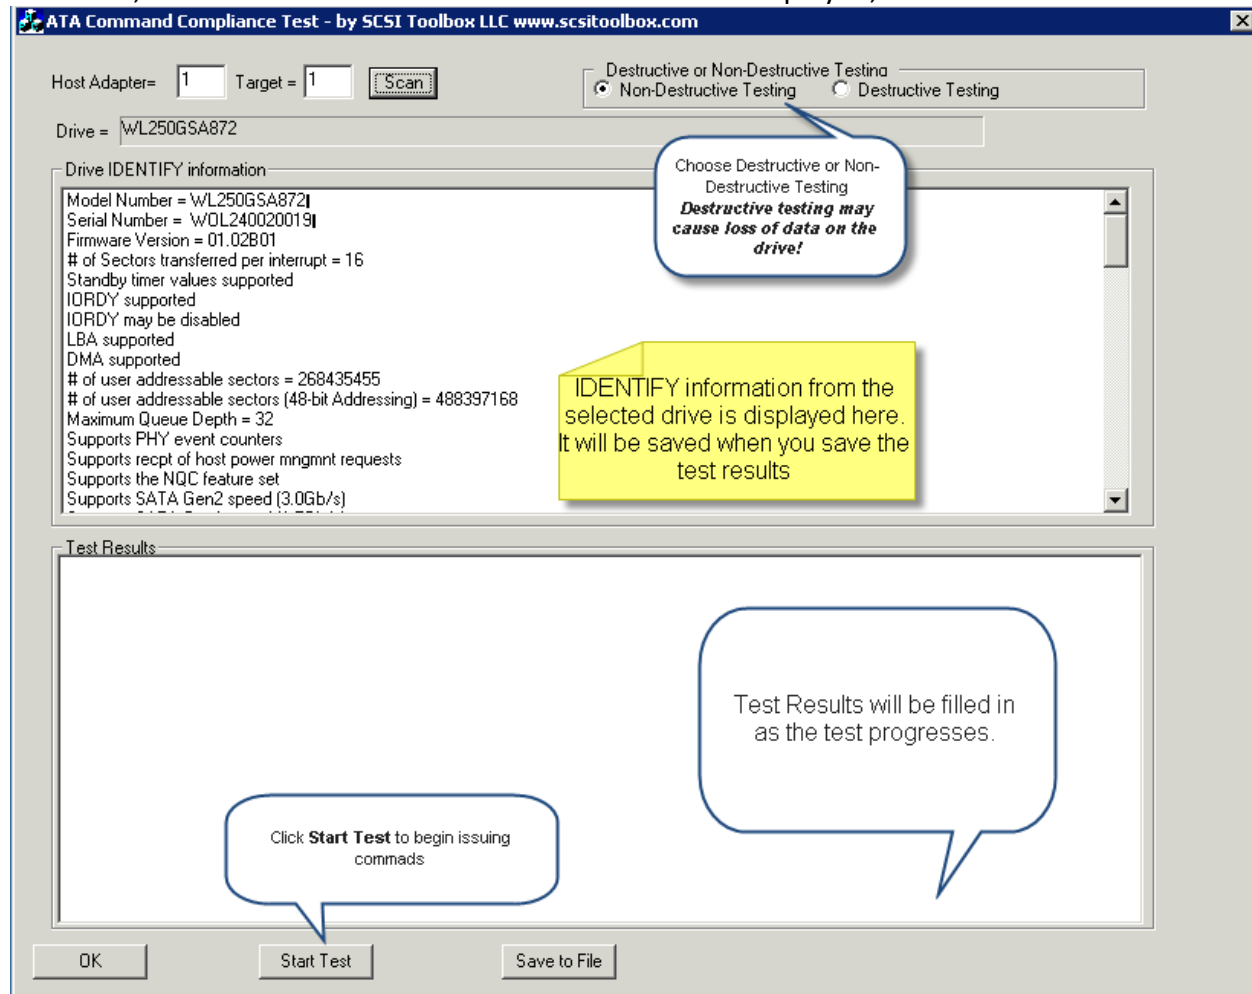 ATA Command Compliance Test - by SCSI Toolbox LLC www.scsitoolbox.com
Host Adapter= 1 Target = 1 Scan
Destructive or Non-Destructive Testing
Non-Destructive Testing Destructive Testing
Drive = WL250GSA872
Choose Destructive or Non-
Destructive Testing
Destructive testing may
cause loss of data on the
drive!
Drive IDENTIFY information
Model Number = WL250GSA872
Serial Number = WOL240020019
Firmware Version = 01.02B01
# of Sectors transferred per interrupt = 16
Standby timer values supported
IORDY supported
IORDY may be disabled
LBA supported
DMA supported
# of user addressable sectors = 268435455
# of user addressable sectors (48-bit Addressing) = 488397168
Maximum Queue Depth = 32
Supports PHY event counters
Supports recpt of host power mngmnt requests
Supports the NQC feature set
Supports SATA Gen2 speed (3.0Gb/s)
IDENTIFY information from the
selected drive is displayed here.
It will be saved when you save the
test results
Test Results
Test Results will be filled in
as the test progresses.
Click Start Test to begin issuing
commads
OK Start Test Save to File